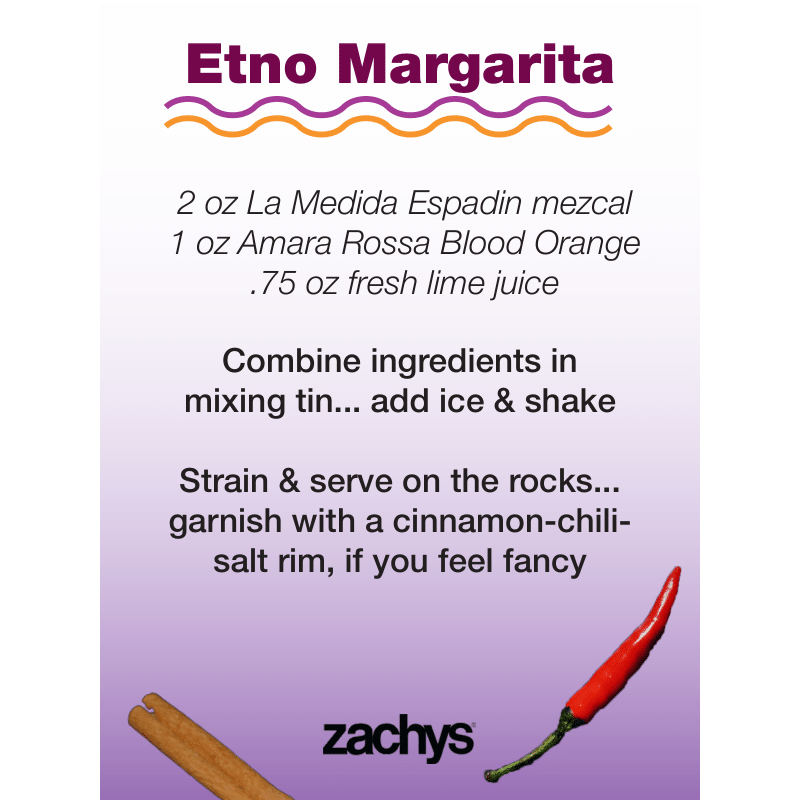 Etno Margarita
2 oz La Medida Espadin mezcal
1 oz Amara Rossa Blood Orange
.75 oz fresh lime juice
Combine ingredients in
mixing tin... add ice & shake
Strain & serve on the rocks...
garnish with a cinnamon-chili-
salt rim, if you feel fancy
zachys